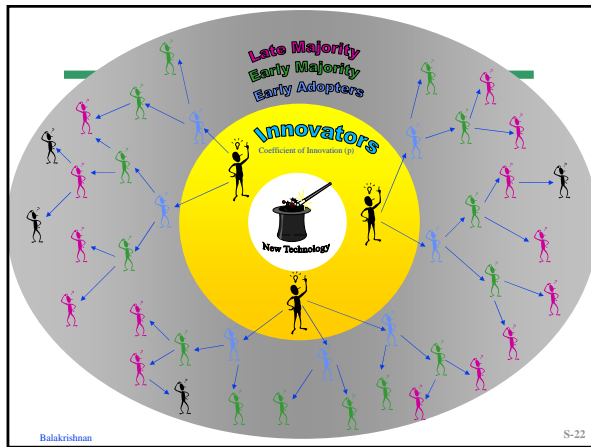 Late Majority
Early Majority
Early Adopters
Innovators
Coefficient of Innovation (p)
New Technology
Balakrishnan
S-22